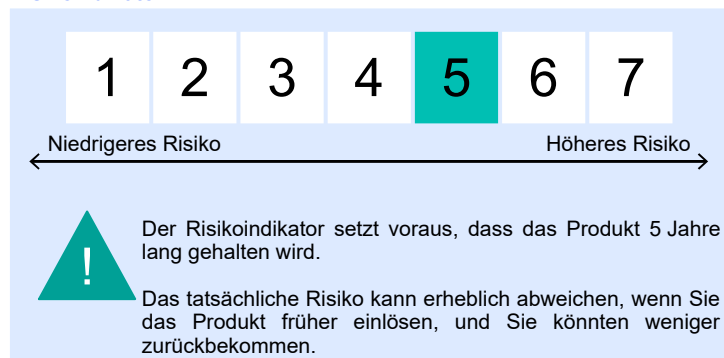 1 2 3 4 5 6 7
Niedrigeres Risiko Höheres Risiko
!
Der Risikoindikator setzt voraus, dass das Produkt 5 Jahre
lang gehalten wird.
Das tatsächliche Risiko kann erheblich abweichen, wenn Sie
das Produkt früher einlösen, und Sie könnten weniger
zurückbekommen.